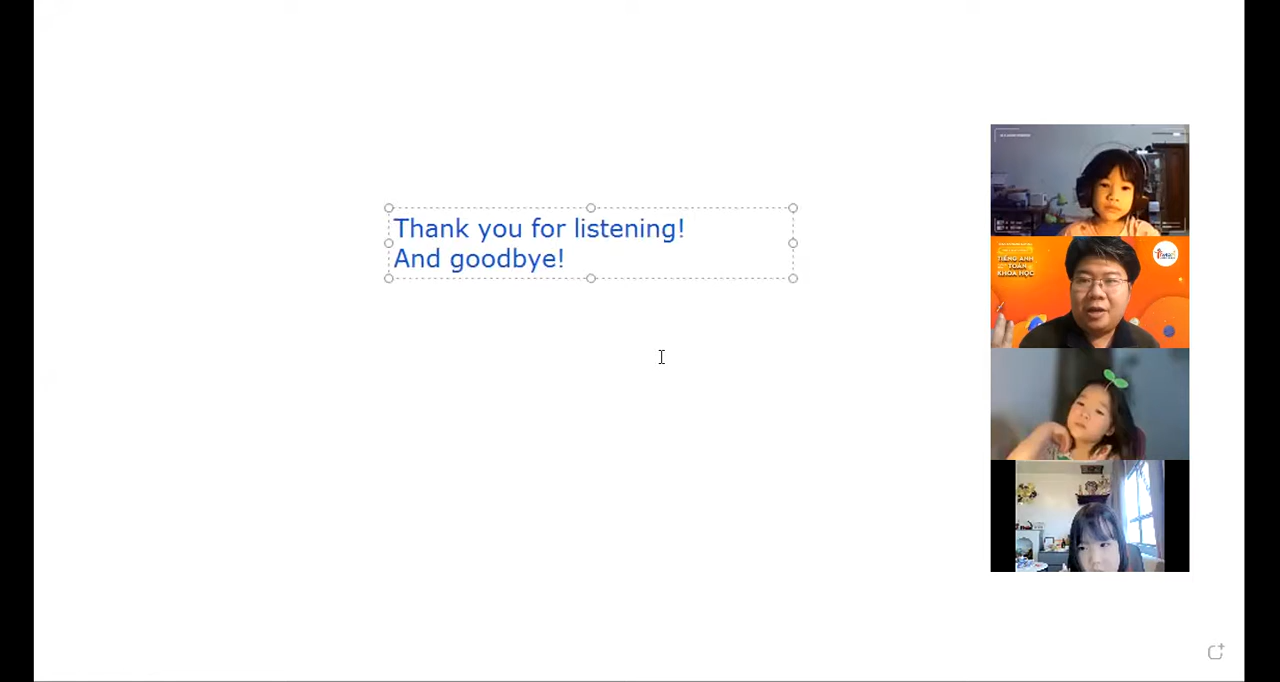 Thank you for listening!
And goodbye!
TIẾNG ANH
TOÁN
KHOA HỌC